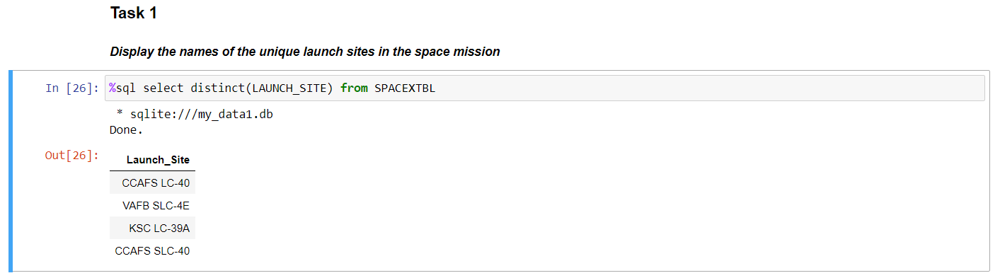 Task 1
Display the names of the unique launch sites in the space mission
In [26]: %sql select distinct(LAUNCH_SITE) from SPACEXTBL
* sqlite:///my_data1.db
Done.
Out[26]: Launch_Site
CCAFS LC-40
VAFB SLC-4E
KSC LC-39A
CCAFS SLC-40